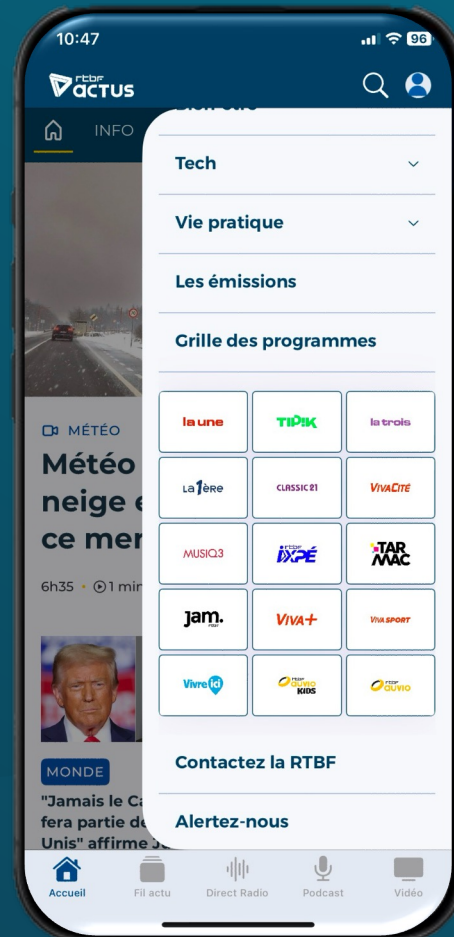 10:47
96
rtbf
actus
INFO
Tech
Vie pratique
Les émissions
Grille des programmes
la une
TIPIK
la trois
LA 1ÈRE
CLASSIC 21
VIVACITÉ
MUSIQ3
rtbf
iXPÉ
TAR
MAC
jam.
VIVA+
VIVA SPORT
Vivre id
rtbf
auvio
KIDS
rtbf
auvio
Contactez la RTBF
Alertez-nous
MÉTÉO
Météo
neige
ce mer
6h35 • 1 min
MONDE
"Jamais le Ca
fera partie de
Unis" affirme
Accueil
Fil actu
Direct Radio
Podcast
Vidéo